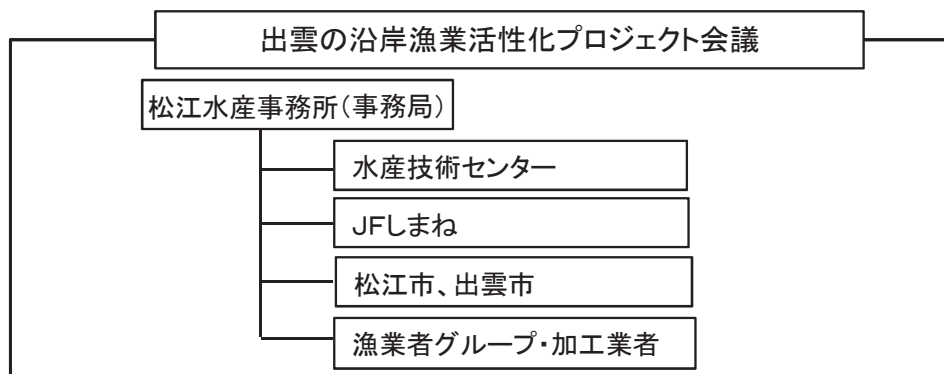 出雲の沿岸漁業活性化プロジェクト会議
松江水産事務所（事務局）
水産技術センター
ＪＦしまね
松江市、出雲市
漁業者グループ・加工業者